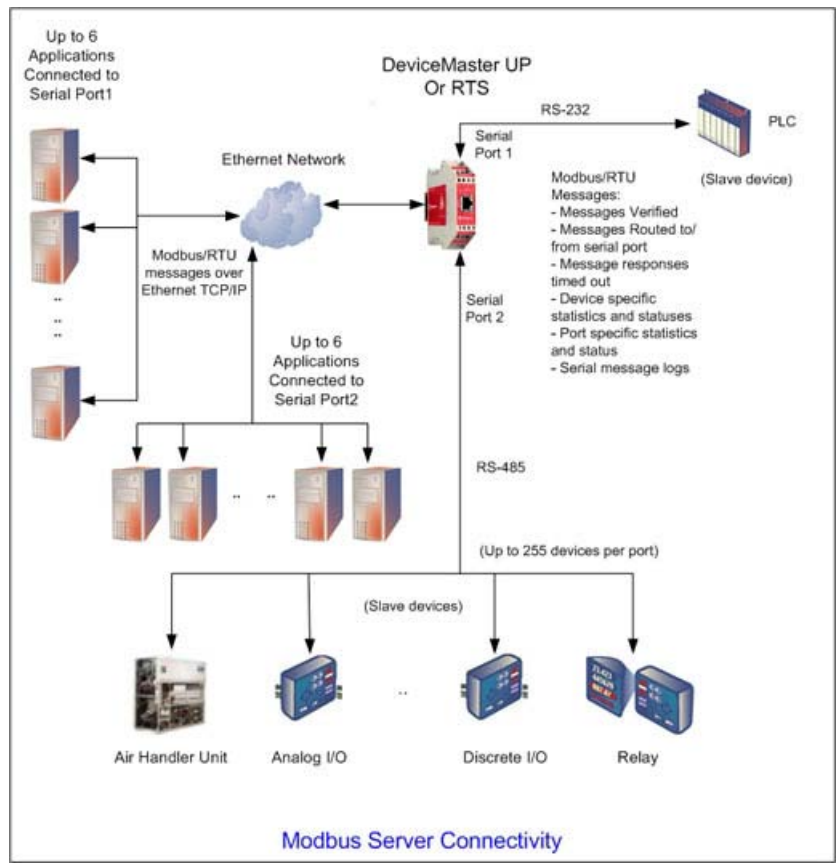 Up to 6
Applications
Connected to
Serial Port1
DeviceMaster UP
Or RTS
RS-232
PLC
Serial
Port 1
Ethernet Network
(Slave device)
Modbus/RTU
Messages:
- Messages Verified
- Messages Routed to/
from serial port
- Message responses
timed out
- Device specific
statistics and statuses
- Port specific statistics
and status
- Serial message logs
Modbus/RTU
messages over
Ethernet TCP/IP
Serial
Port 2
Up to 6
Applications
Connected to
Serial Port2
RS-485
(Up to 255 devices per port)
(Slave devices)
Air Handler Unit
Analog I/O
Discrete I/O
Relay
Modbus Server Connectivity